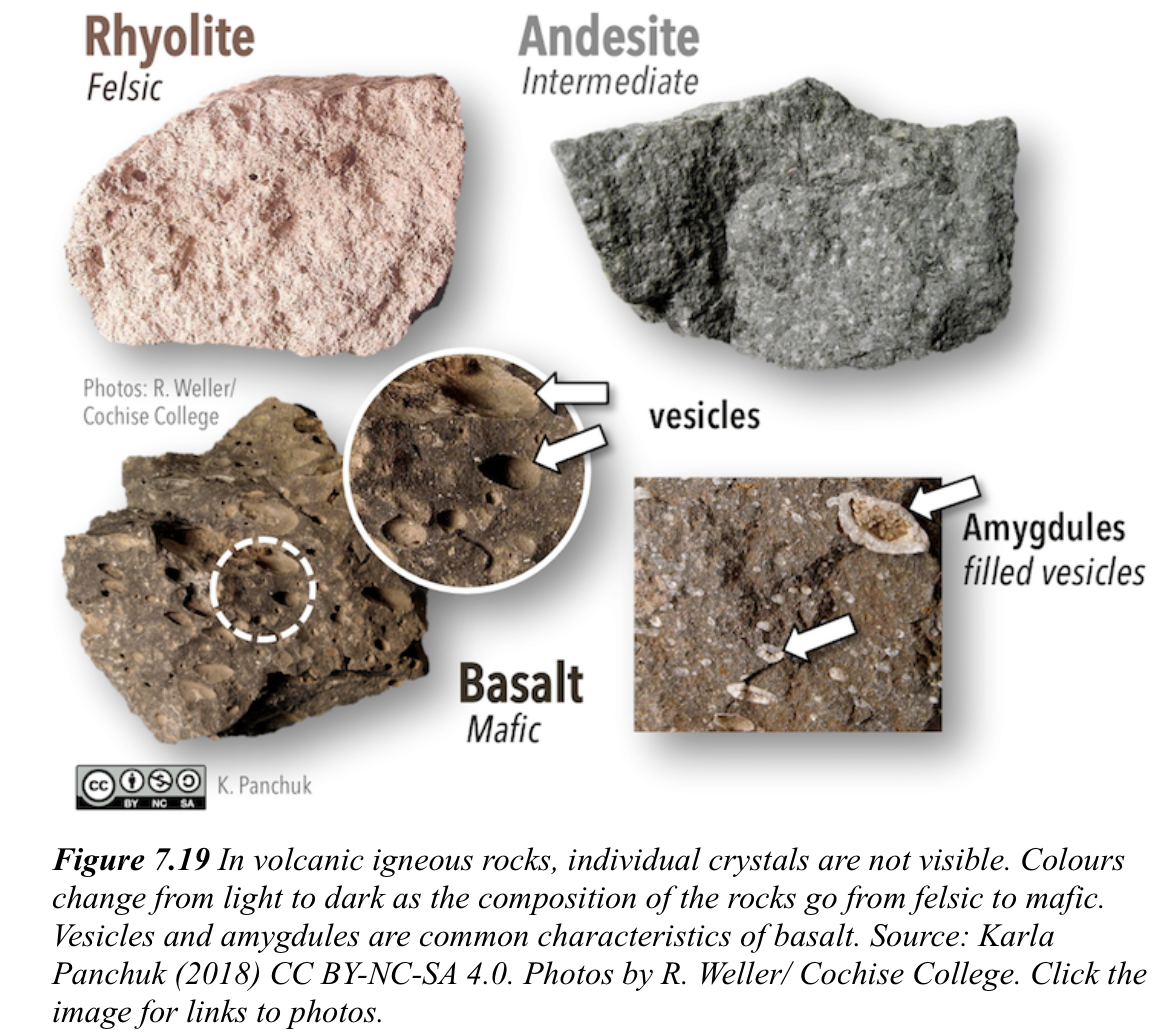 Rhyolite
Felsic
Andesite
Intermediate
Photos: R. Weller/
Cochise College
vesicles
Amygdules
filled vesicles
Basalt
Mafic
cc
BY NC SA
K. Panchuk
Figure 7.19 In volcanic igneous rocks, individual crystals are not visible. Colours
change from light to dark as the composition of the rocks go from felsic to mafic.
Vesicles and amygdules are common characteristics of basalt. Source: Karla
Panchuk (2018) CC BY-NC-SA 4.0. Photos by R. Weller/ Cochise College. Click the
image for links to photos.